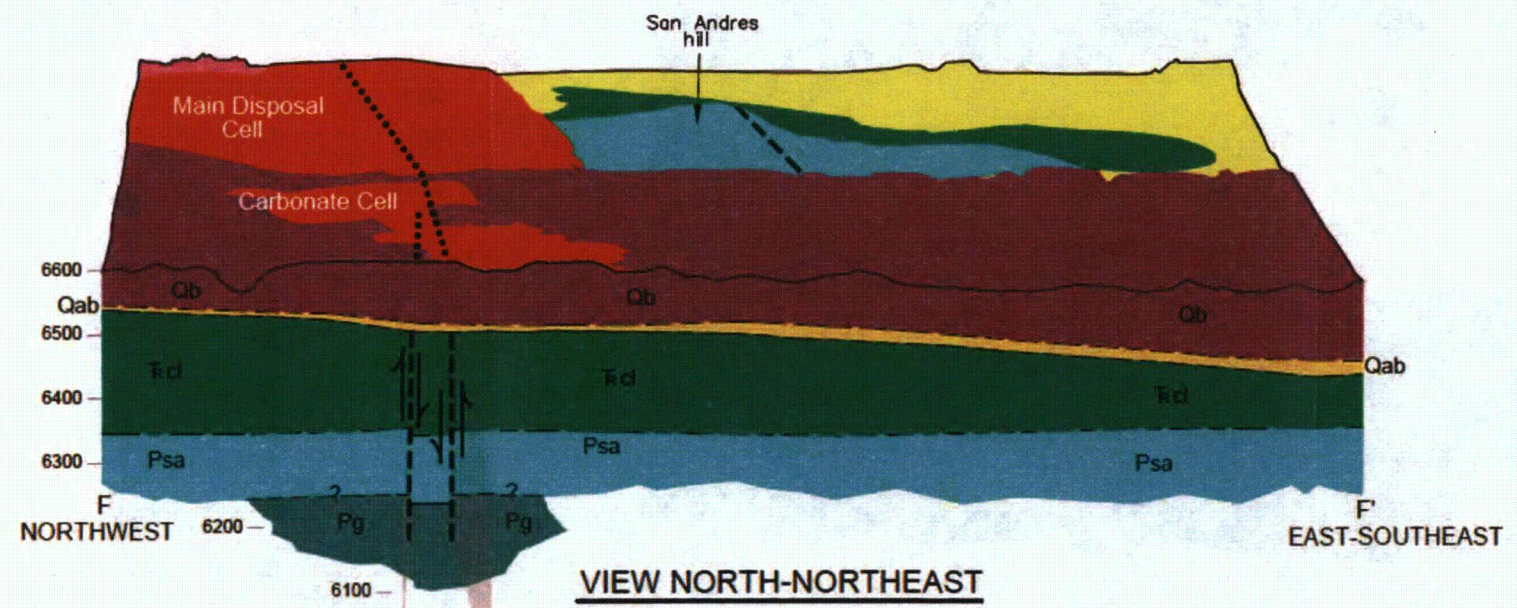 San Andres
hill
Main Disposal
Cell
Carbonate Cell
6600
Qb
Qb
Qb
Qab
6500
Qab
TRcl
TRcl
TRcl
6400
Psa
Psa
Psa
6300
F
NORTHWEST
F'
EAST-SOUTHEAST
?
?
Pg
Pg
6200
6100
VIEW NORTH-NORTHEAST